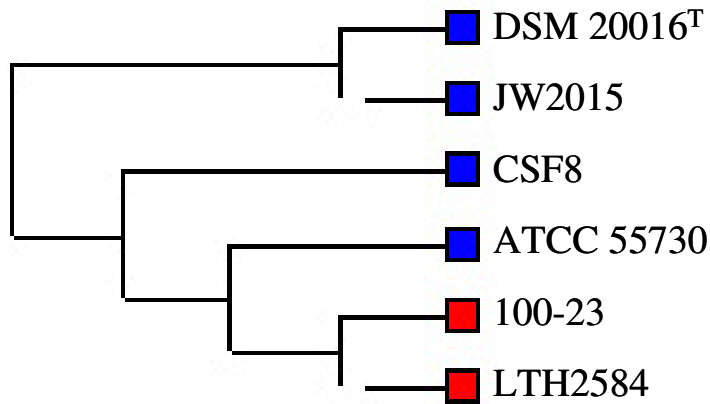 DSM 20016ᵀ
JW2015
CSF8
ATCC 55730
100-23
LTH2584